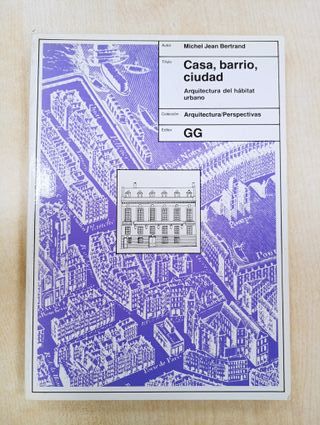 Autor
Michel Jean Bertrand
Título
Casa, barrio,
ciudad
Arquitectura del hábitat
urbano
Colección
Arquitectura/Perspectivas
Editor
GG